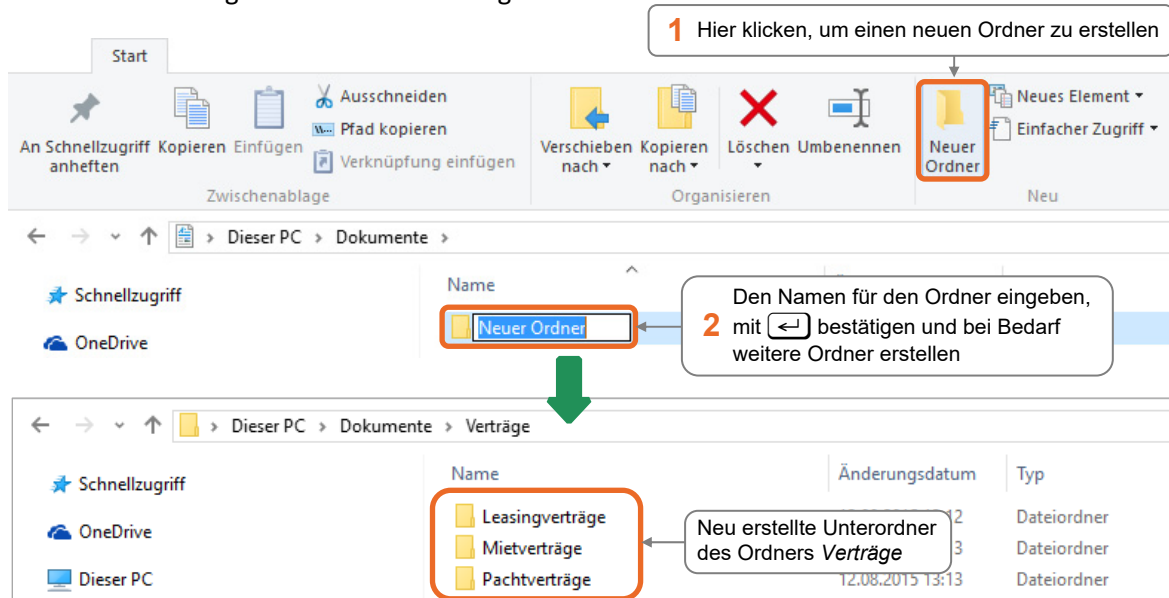 1 Hier klicken, um einen neuen Ordner zu erstellen
Start
An Schnellzugriff anheften
Kopieren
Einfügen
Ausschneiden
Pfad kopieren
Verknüpfung einfügen
Zwischenablage
Verschieben nach
Kopieren nach
Löschen
Umbenennen
Organisieren
Neuer Ordner
Neues Element
Einfacher Zugriff
Neu
Dieser PC > Dokumente >
Schnellzugriff
OneDrive
Name
Neuer Ordner
2 Den Namen für den Ordner eingeben,
mit bestätigen und bei Bedarf
weitere Ordner erstellen
> Dieser PC > Dokumente > Verträge
Schnellzugriff
OneDrive
Dieser PC
Name Änderungsdatum Typ
Leasingverträge 12 Dateiordner
Mietverträge 3 Dateiordner
Pachtverträge 12.08.2015 13:13 Dateiordner
Neu erstellte Unterordner
des Ordners Verträge